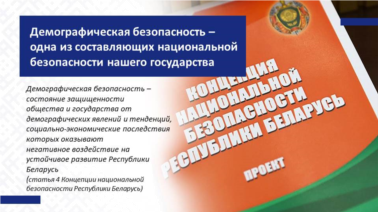 Демографическая безопасность –
одна из составляющих национальной
безопасности нашего государства
Демографическая безопасность –
состояние защищенности
общества и государства от
демографических явлений и тенденций,
социально-экономические последствия
которых оказывают
негативное воздействие на
устойчивое развитие Республики
Беларусь
(статья 4 Концепции национальной
безопасности Республики Беларусь)
КОНЦЕПЦИЯ
НАЦИОНАЛЬНОЙ
БЕЗОПАСНОСТИ
РЕСПУБЛИКИ БЕЛАРУСЬ
ПРОЕКТ